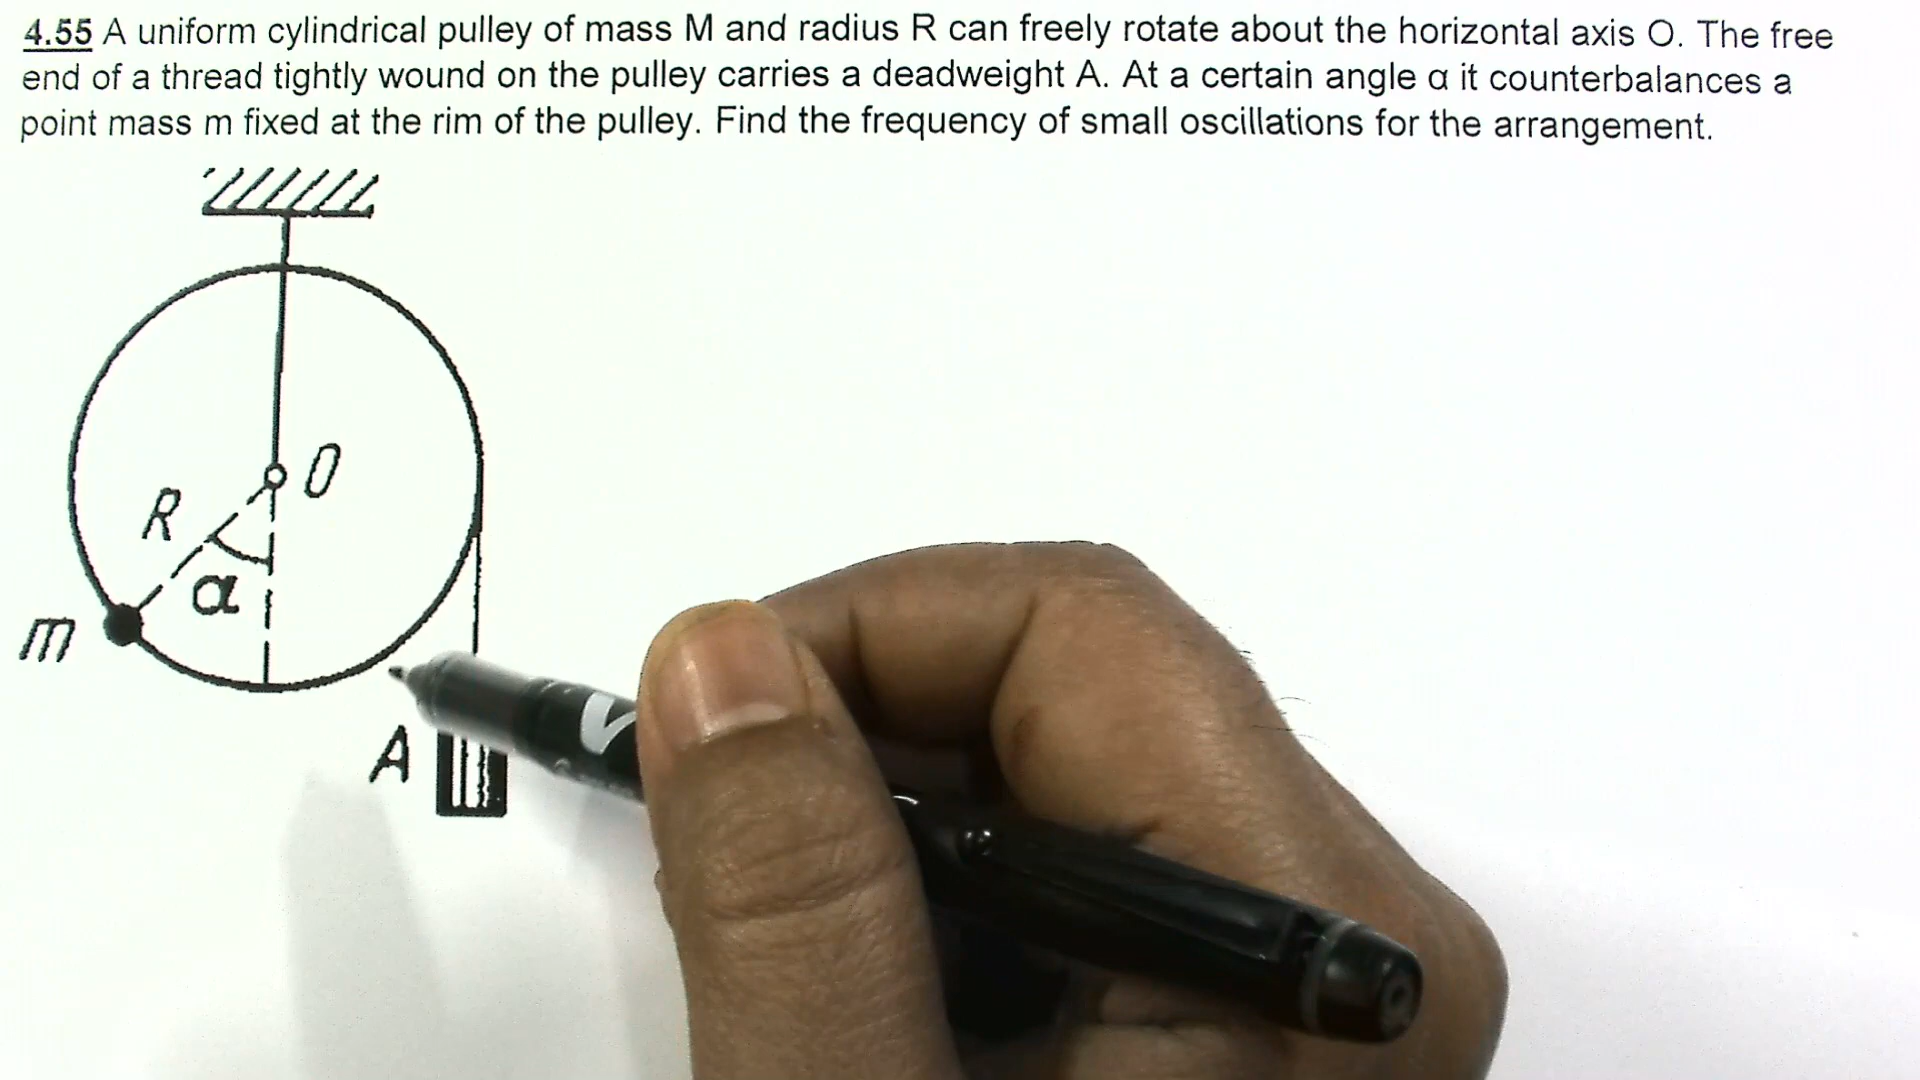 4.55 A uniform cylindrical pulley of mass M and radius R can freely rotate about the horizontal axis O. The free
end of a thread tightly wound on the pulley carries a deadweight A. At a certain angle α it counterbalances a
point mass m fixed at the rim of the pulley. Find the frequency of small oscillations for the arrangement.
O
R
α
m
A